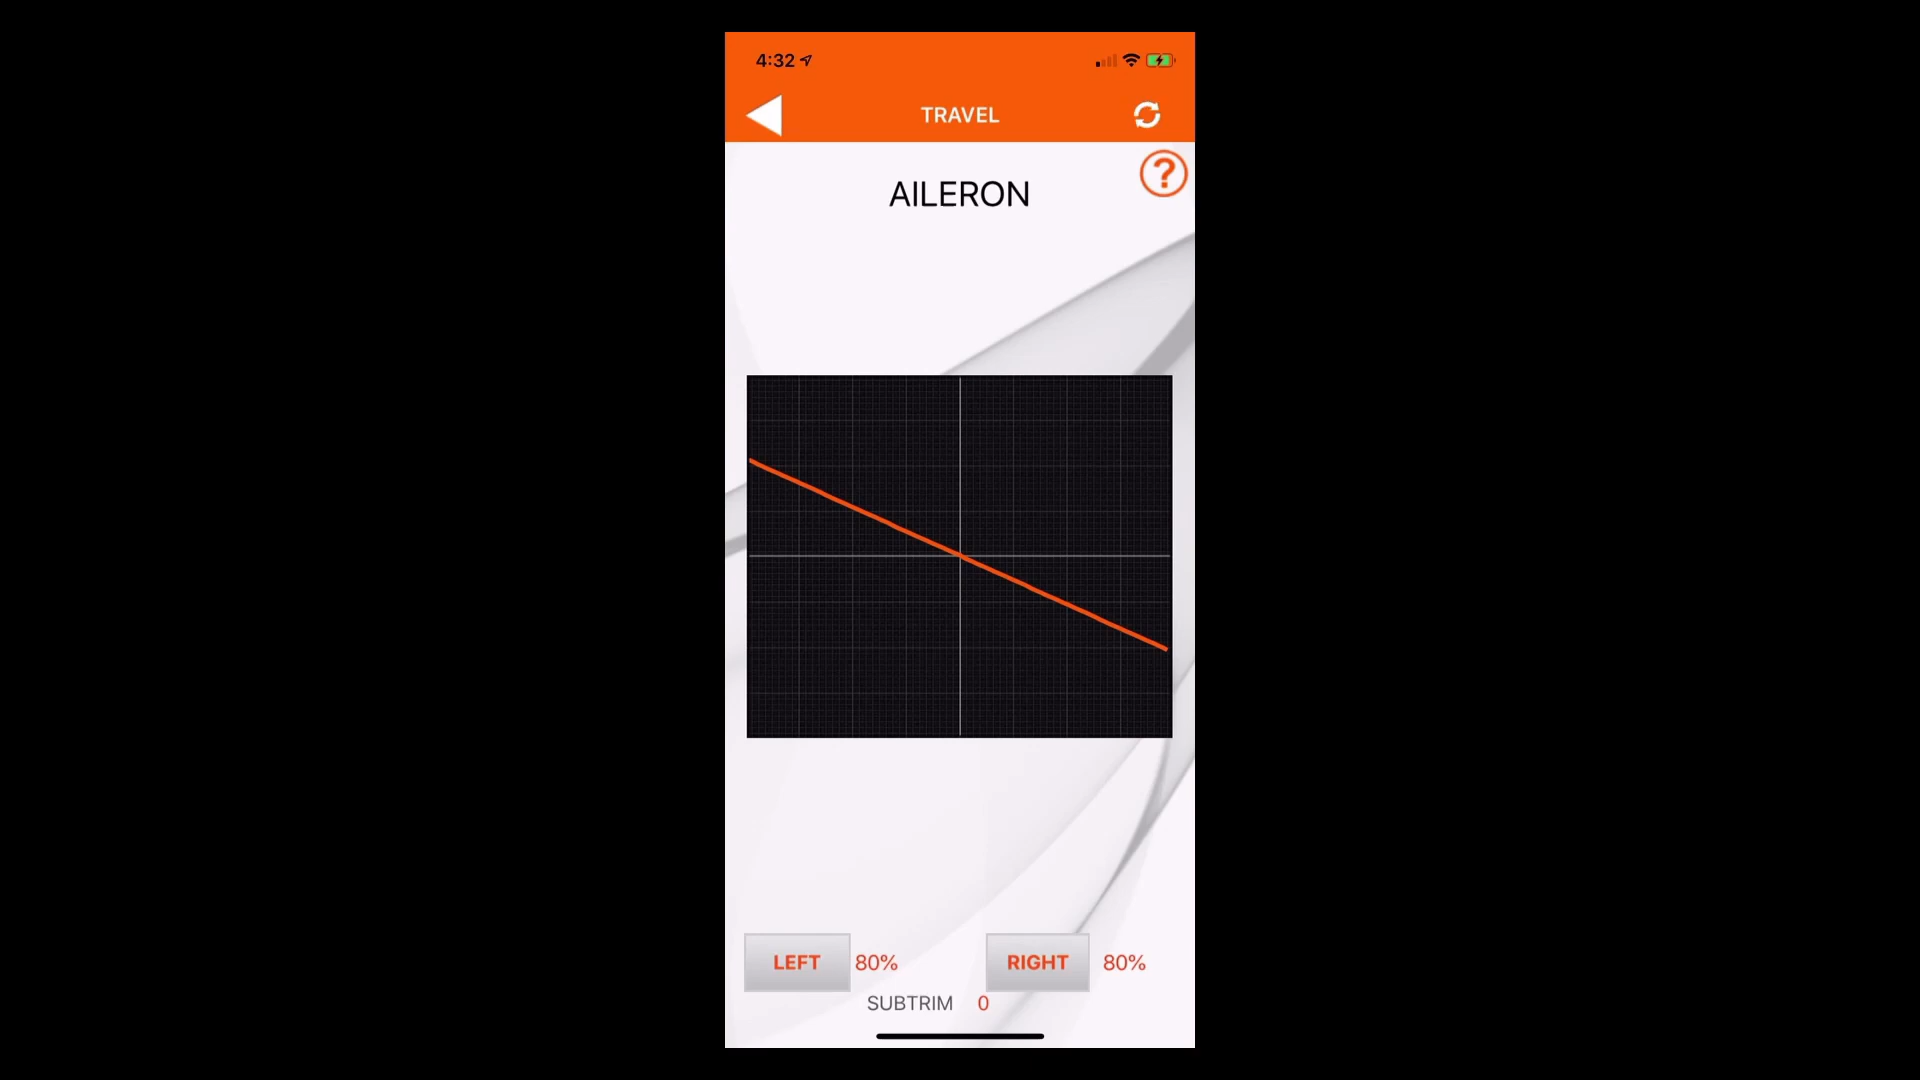 4:32
TRAVEL
?
AILERON
LEFT 80% RIGHT 80%
SUBTRIM 0